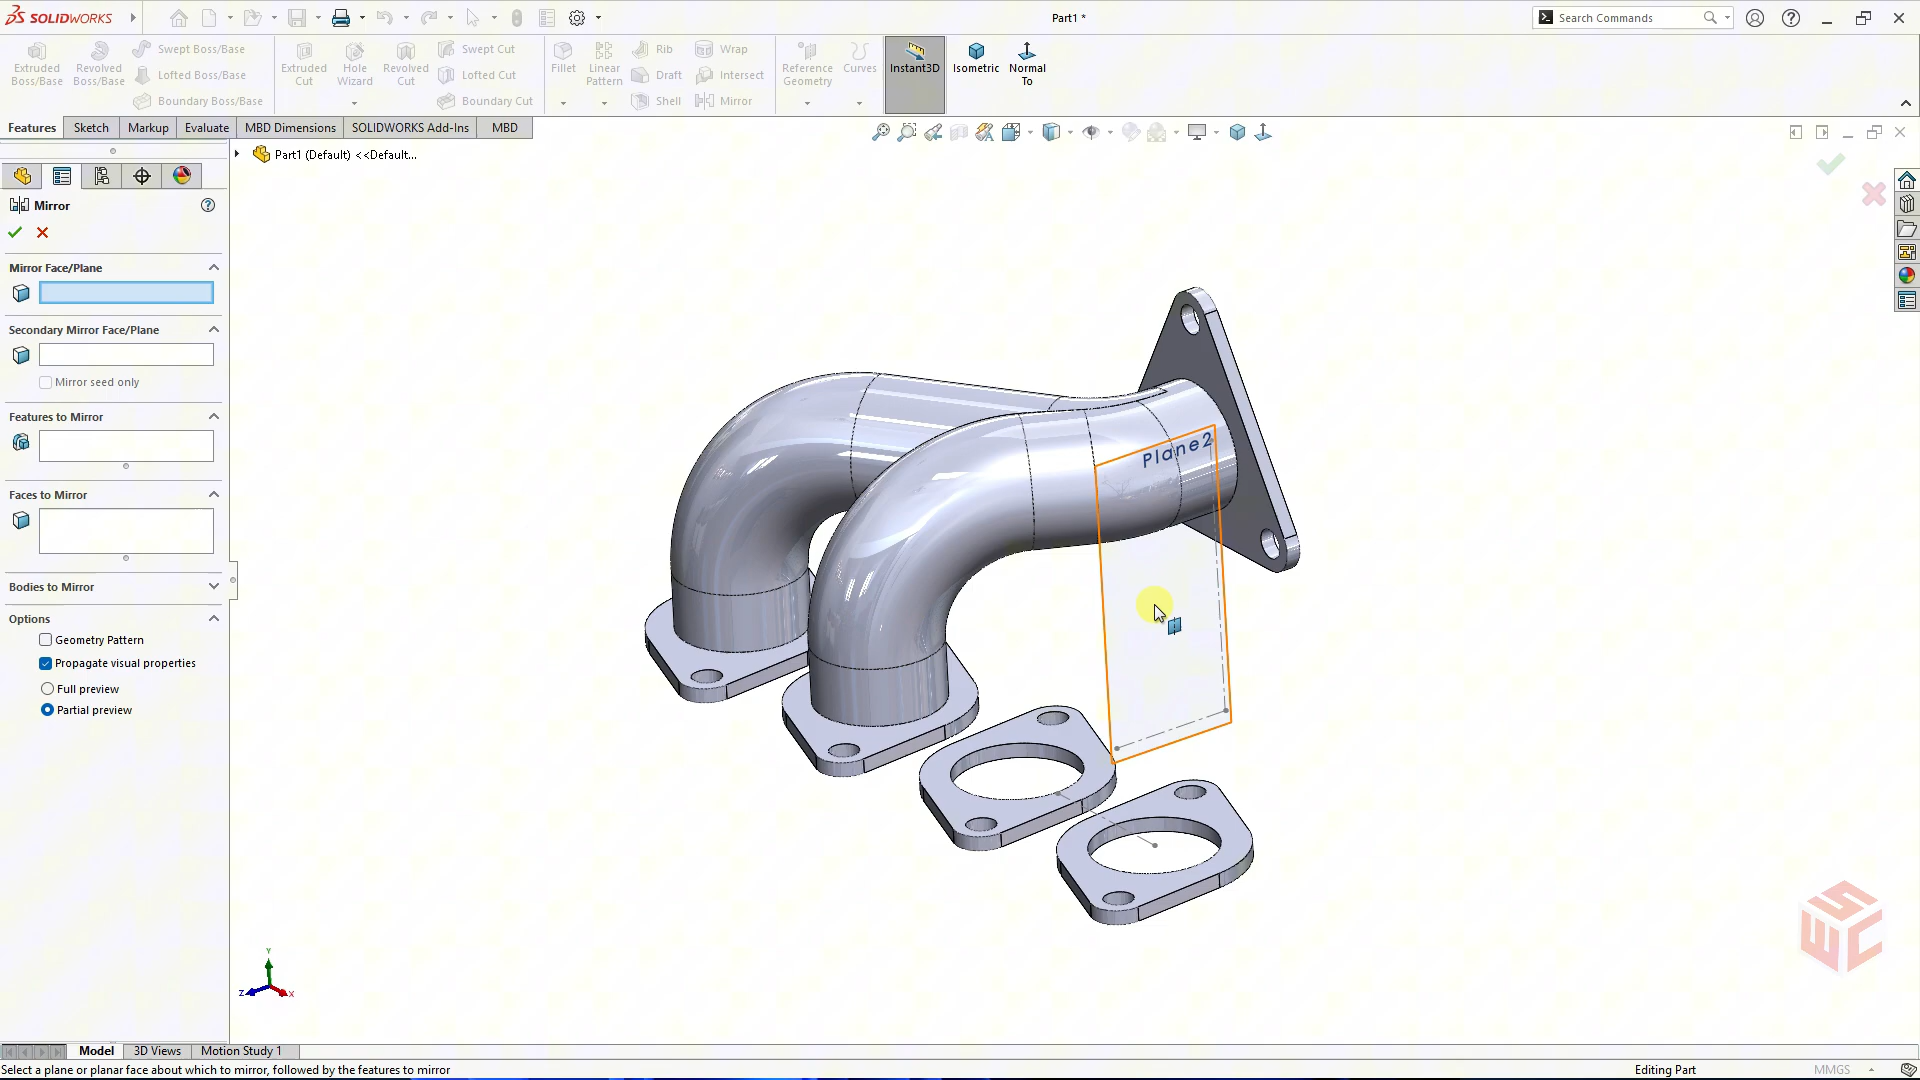 SOLIDWORKS
Part1 *
Search Commands
Extruded Boss/Base
Revolved Boss/Base
Swept Boss/Base
Lofted Boss/Base
Boundary Boss/Base
Extruded Cut
Hole Wizard
Revolved Cut
Swept Cut
Lofted Cut
Boundary Cut
Fillet
Linear Pattern
Rib
Draft
Shell
Wrap
Intersect
Mirror
Reference Geometry
Curves
Instant3D
Isometric
Normal To
Features
Sketch
Markup
Evaluate
MBD Dimensions
SOLIDWORKS Add-Ins
MBD
Part1 (Default) <<Default...
Mirror
Mirror Face/Plane
Secondary Mirror Face/Plane
Mirror seed only
Features to Mirror
Faces to Mirror
Bodies to Mirror
Options
Geometry Pattern
Propagate visual properties
Full preview
Partial preview
Plane2
Y
Z
X
SWC
Model
3D Views
Motion Study 1
Select a plane or planar face about which to mirror, followed by the features to mirror
Editing Part
MMGS